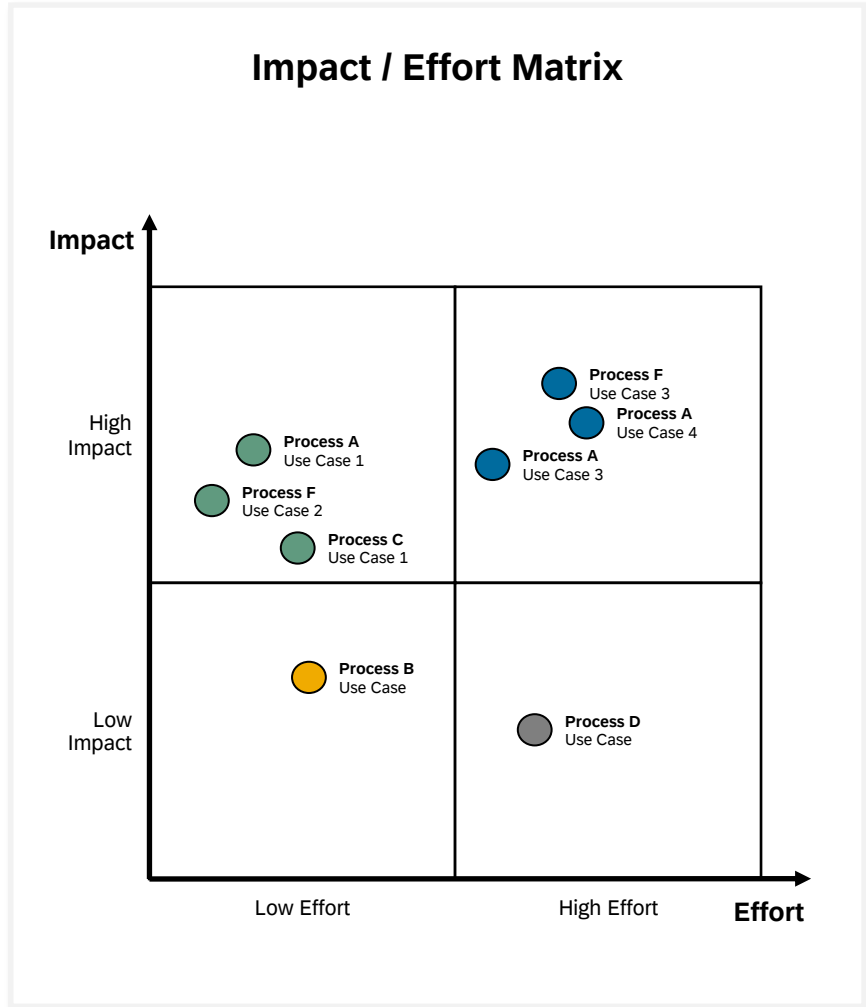 Impact / Effort Matrix
Impact
High
Impact
Process F
Use Case 3
Process A
Use Case 4
Process A
Use Case 1
Process A
Use Case 3
Process F
Use Case 2
Process C
Use Case 1
Process B
Use Case
Low
Impact
Process D
Use Case
Low Effort
High Effort
Effort